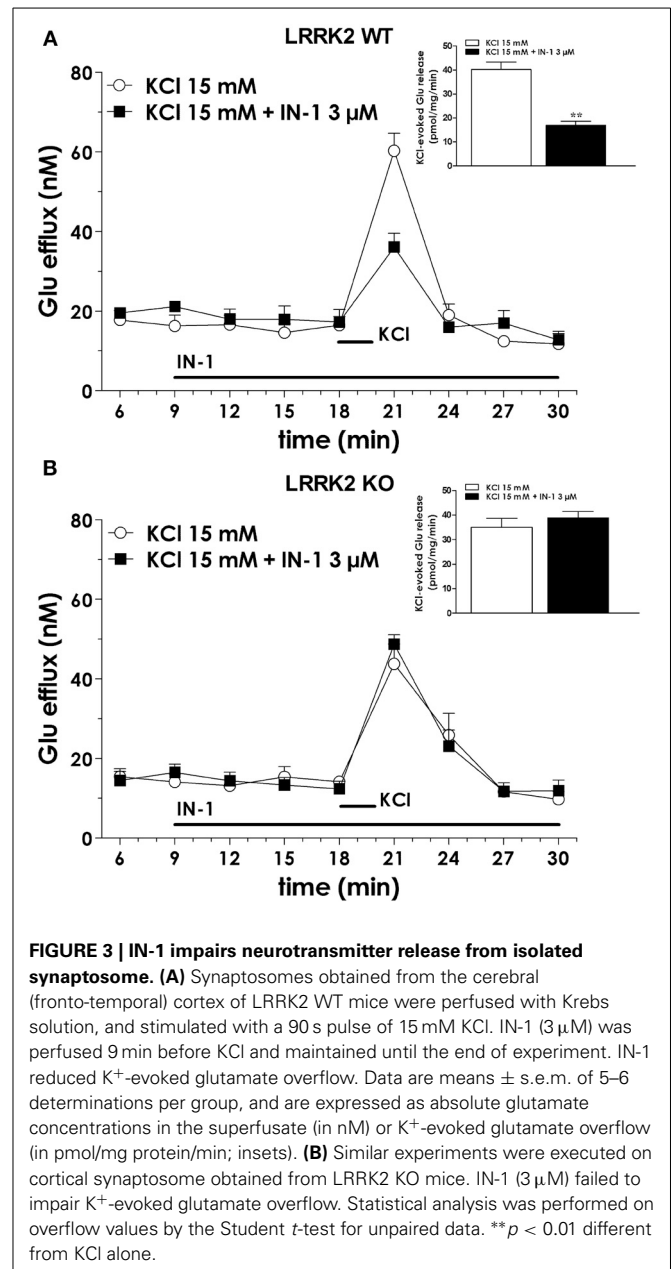 A
LRRK2 WT
80
60
40
20
0
Glu efflux (nM)
KCl 15 mM
KCl 15 mM + IN-1 3 µM
KCl 15 mM
KCl 15 mM + IN-1 3 µM
KCl-evoked Glu release
(pmol/mg/min)
50
40
30
20
10
0
**
KCl
IN-1
6 9 12 15 18 21 24 27 30
time (min)
B
LRRK2 KO
80
60
40
20
0
Glu efflux (nM)
KCl 15 mM
KCl 15 mM + IN-1 3 µM
KCl 15 mM
KCl 15 mM + IN-1 3 µM
KCl-evoked Glu release
(pmol/mg/min)
50
40
30
20
10
0
KCl
IN-1
6 9 12 15 18 21 24 27 30
time (min)
FIGURE 3 | IN-1 impairs neurotransmitter release from isolated
synaptosome. (A) Synaptosomes obtained from the cerebral
(fronto-temporal) cortex of LRRK2 WT mice were perfused with Krebs
solution, and stimulated with a 90 s pulse of 15 mM KCl. IN-1 (3 µM) was
perfused 9 min before KCl and maintained until the end of experiment. IN-1
reduced K+-evoked glutamate overflow. Data are means ± s.e.m. of 5–6
determinations per group, and are expressed as absolute glutamate
concentrations in the superfusate (in nM) or K+-evoked glutamate overflow
(in pmol/mg protein/min; insets). (B) Similar experiments were executed on
cortical synaptosome obtained from LRRK2 KO mice. IN-1 (3 µM) failed to
impair K+-evoked glutamate overflow. Statistical analysis was performed on
overflow values by the Student t-test for unpaired data. **p < 0.01 different
from KCl alone.